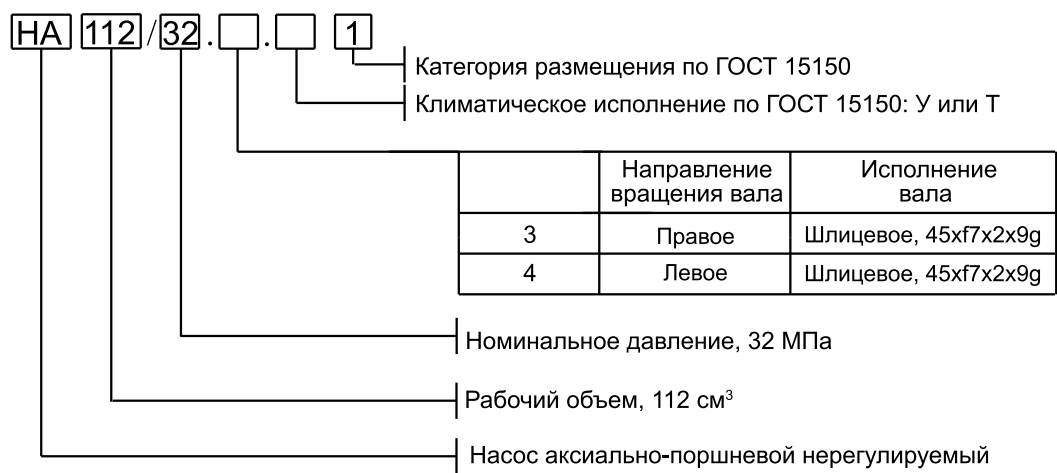 НА 112/32. . 1
Категория размещения по ГОСТ 15150
Климатическое исполнение по ГОСТ 15150: У или Т
Направление вращения вала
Исполнение вала
3 Правое Шлицевое, 45xf7x2x9g
4 Левое Шлицевое, 45xf7x2x9g
Номинальное давление, 32 МПа
Рабочий объем, 112 см³
Насос аксиально-поршневой нерегулируемый